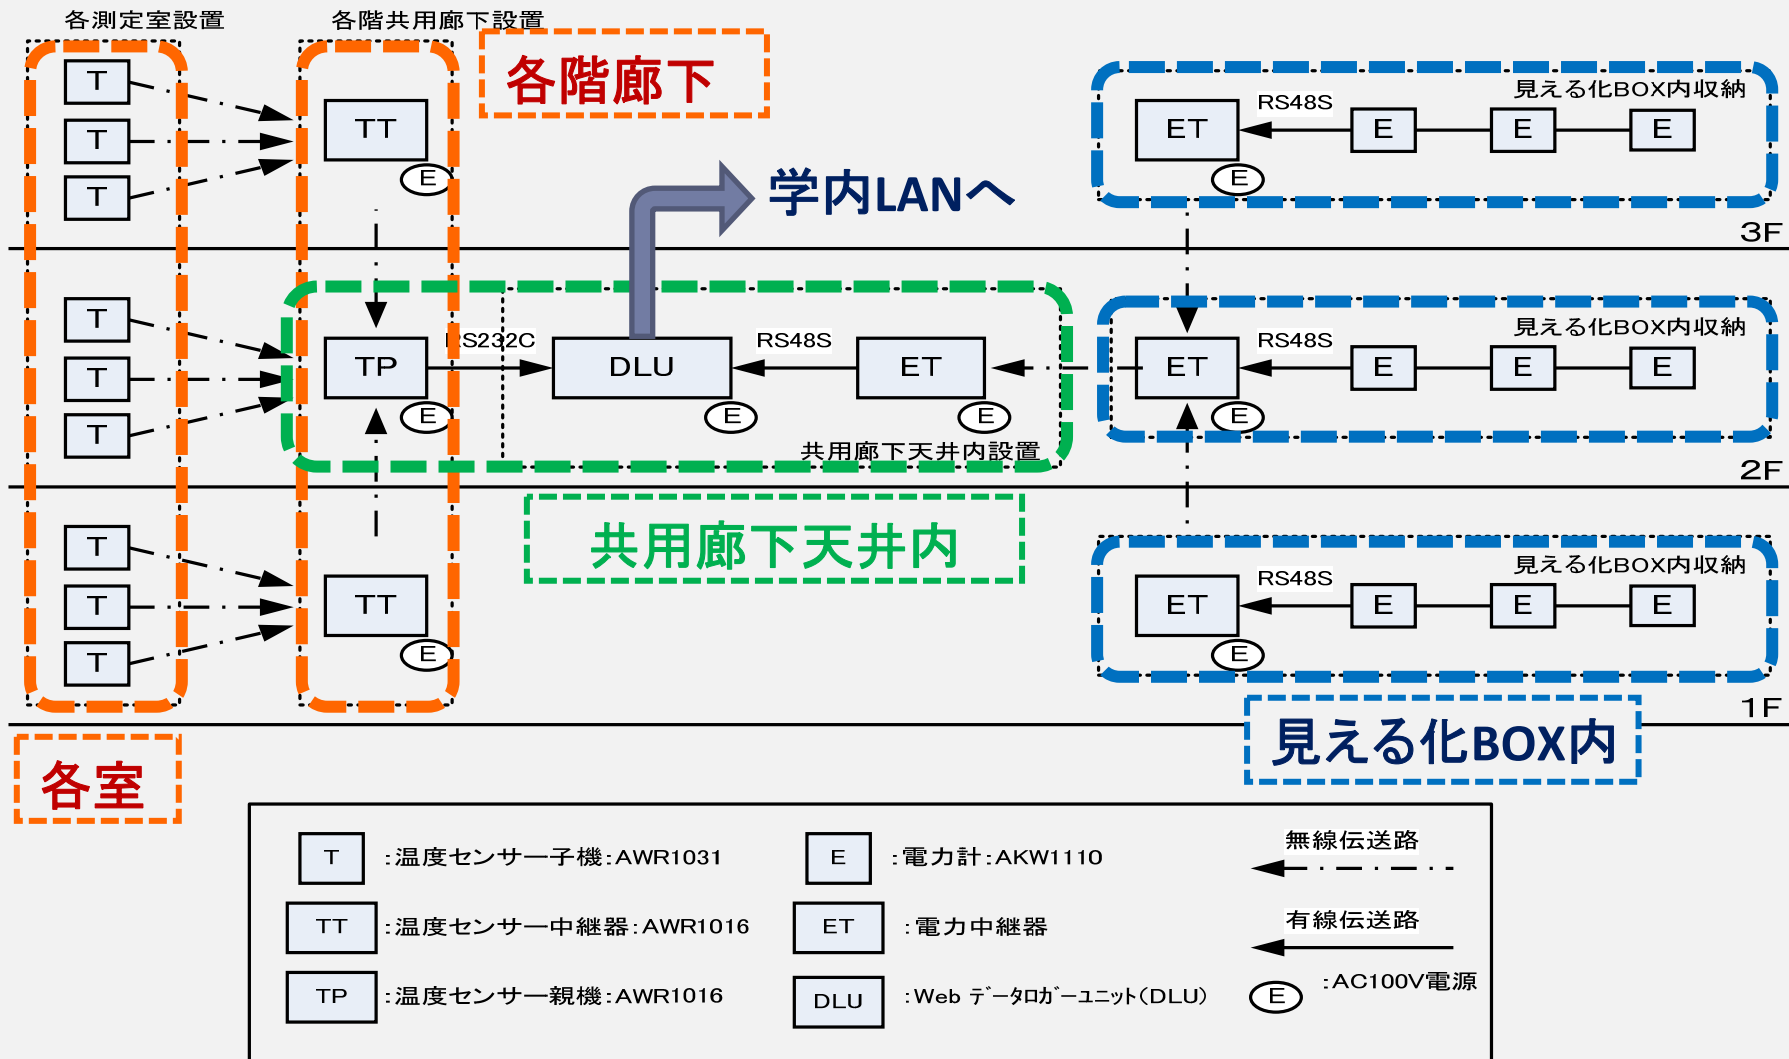 各測定室設置
各階共用廊下設置
各階廊下
T
T
T
TT
E
学内LANへ
見える化BOX内収納
ET
RS48S
E
E
E
E
3F
T
T
T
TP
E
RS232C
DLU
E
RS48S
ET
E
共用廊下天井内設置
見える化BOX内収納
ET
RS48S
E
E
E
E
2F
共用廊下天井内
T
T
T
TT
E
見える化BOX内収納
ET
RS48S
E
E
E
E
1F
見える化BOX内
各室
T :温度センサー子機:AWR1031
TT :温度センサー中継器:AWR1016
TP :温度センサー親機:AWR1016
E :電力計:AKW1110
ET :電力中継器
DLU :Web データロガーユニット(DLU)
無線伝送路
有線伝送路
E :AC100V電源